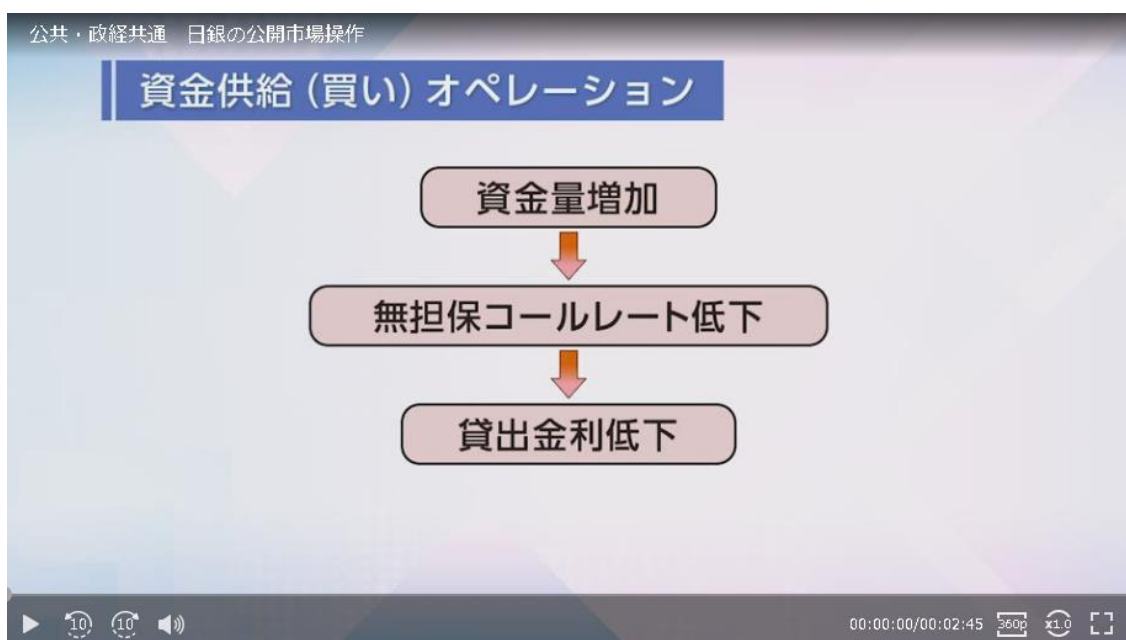 公共・政経共通　日銀の公開市場操作
資金供給（買い）オペレーション
資金量増加
無担保コールレート低下
貸出金利低下
10 10 00:00:00/00:02:45 360p x1.0